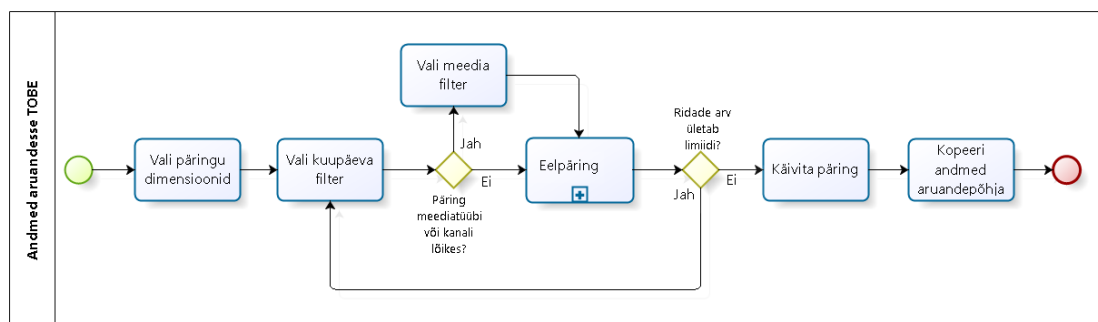 Andmed aruandesse TOBE
Vali päringu
dimensioonid
Vali kuupäeva
filter
Vali meedia
filter
Jah
Ei
Päring
meediatüübi
või kanali
lõikes?
Eelpäring
Ridade arv
ületab
limiidi?
Ei
Jah
Käivita päring
Kopeeri
andmed
aruandepõhja